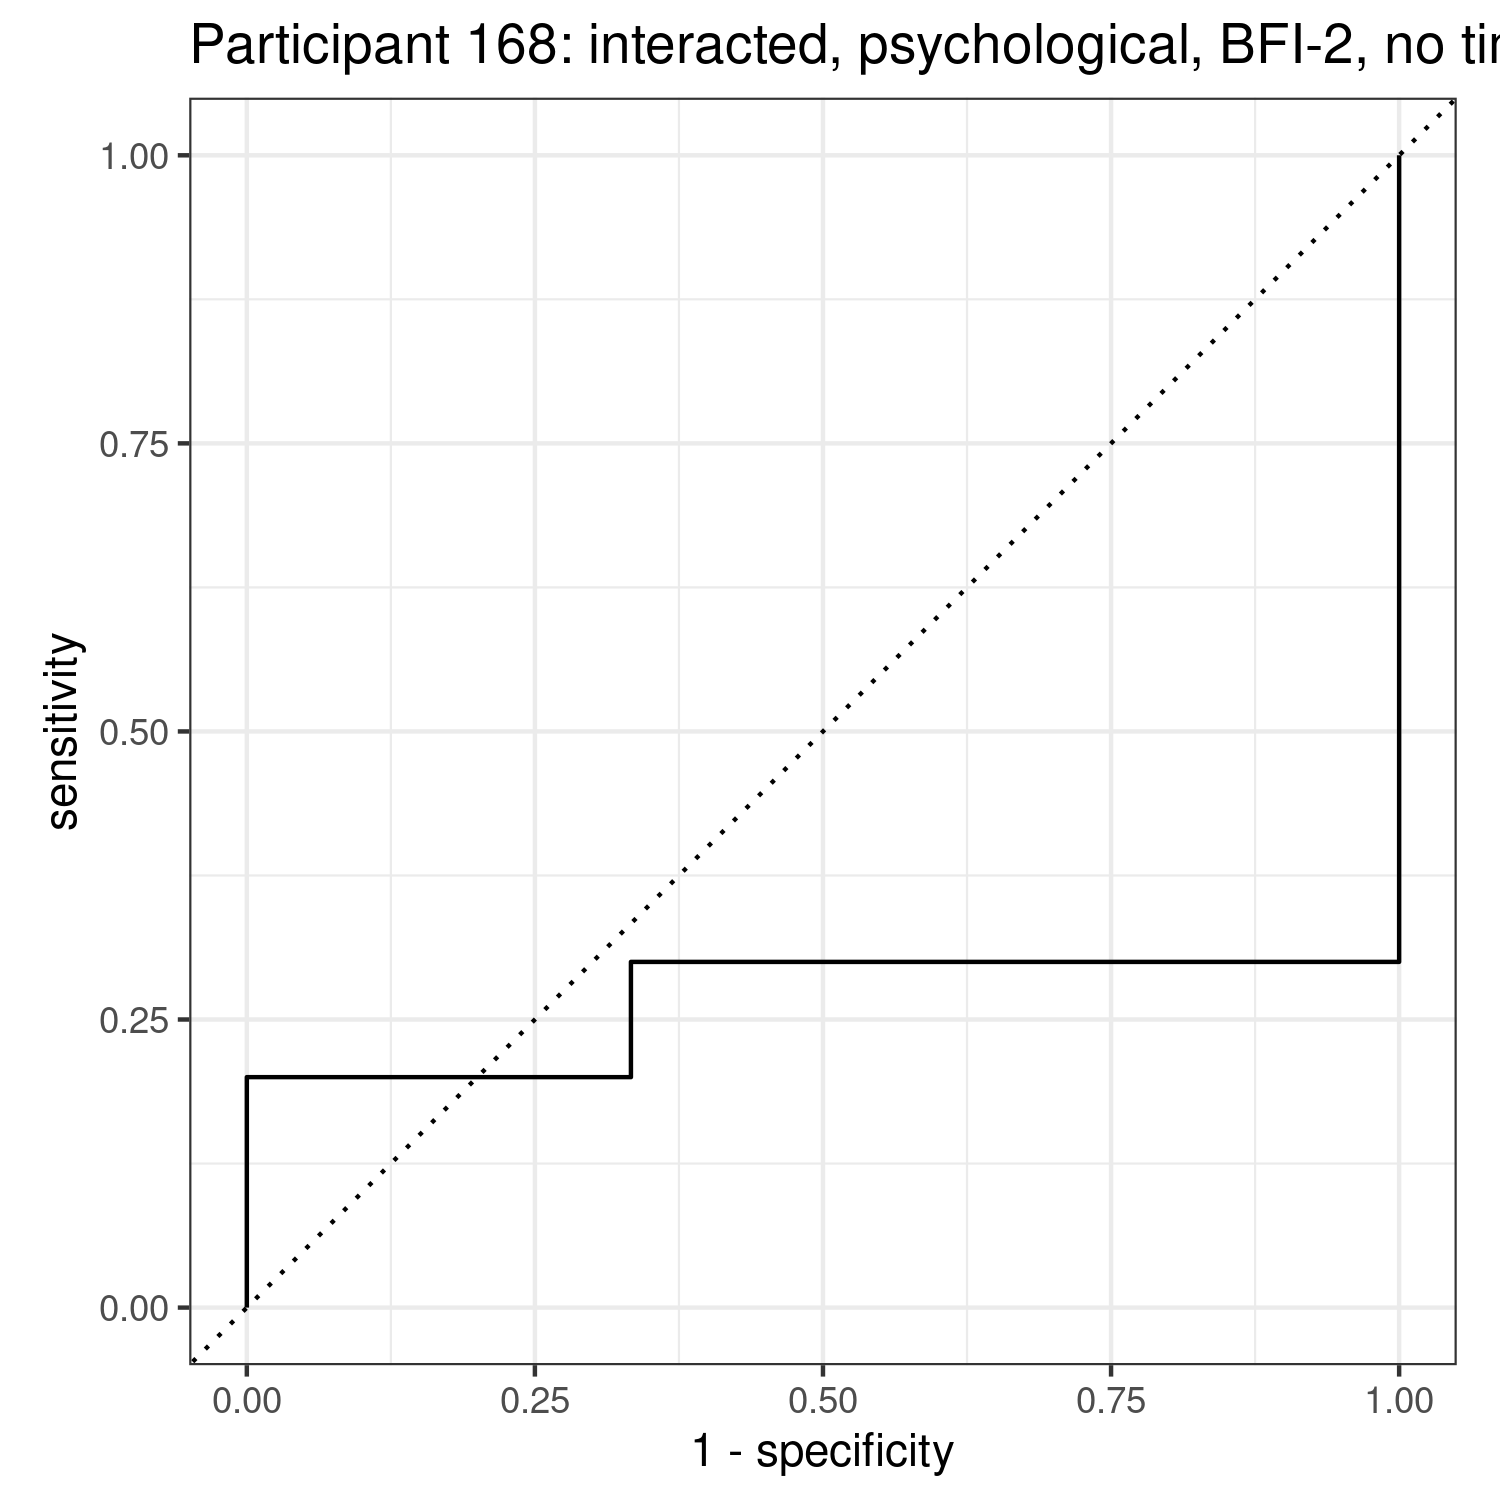 Participant 168: interacted, psychological, BFI-2, no
1.00
0.75
0.50
0.25
0.00
sensitivity
0.00 0.25 0.50 0.75 1.00
1 - specificity